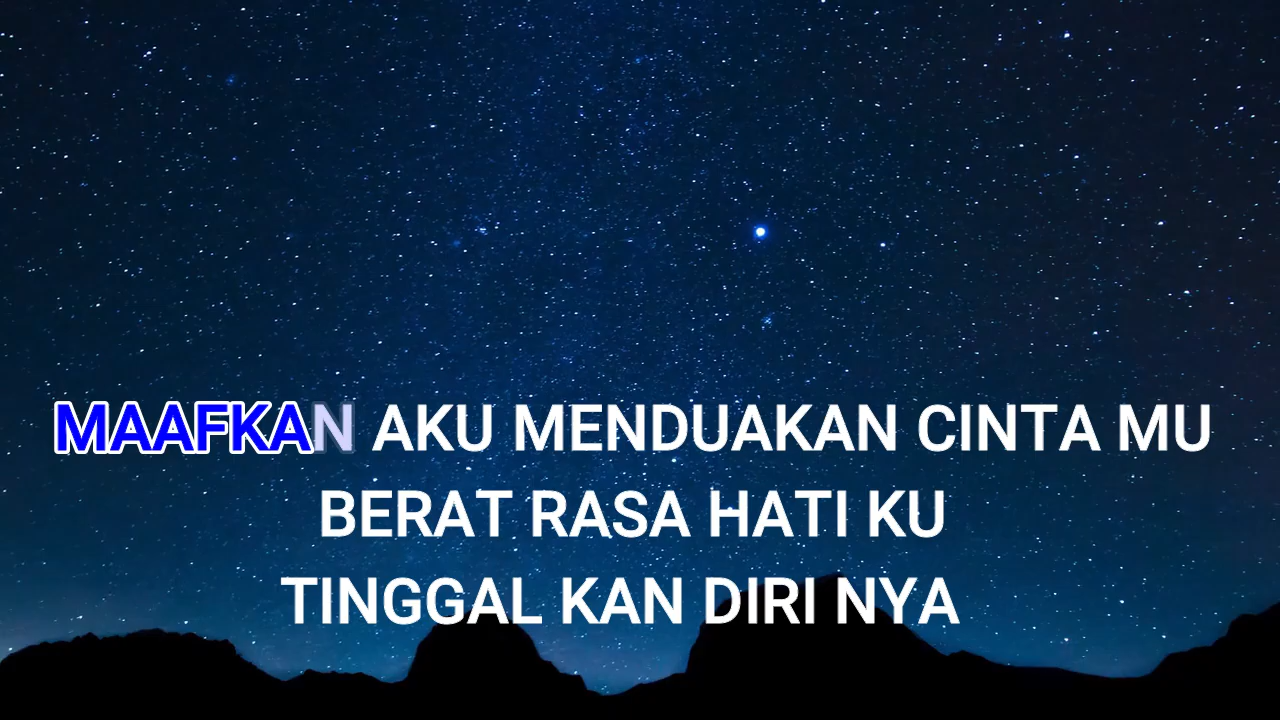 MAAFKAN AKU MENDUAKAN CINTA MU
BERAT RASA HATI KU
TINGGAL KAN DIRI NYA